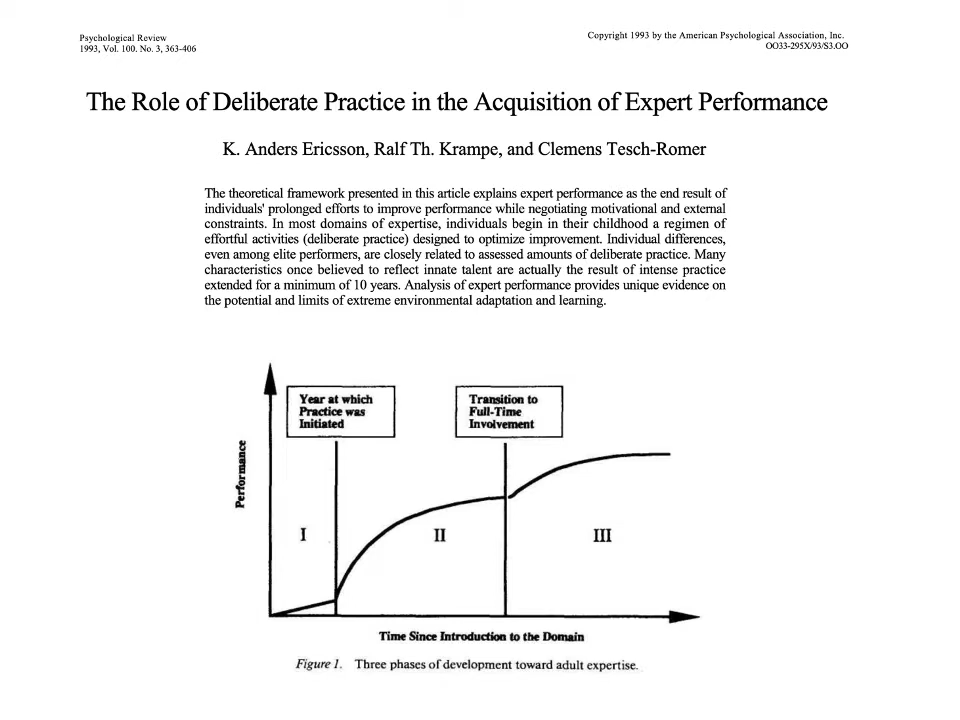 Psychological Review
1993, Vol. 100. No. 3, 363-406
Copyright 1993 by the American Psychological Association, Inc.
OO33-295X/93/S3.OO
The Role of Deliberate Practice in the Acquisition of Expert Performance
K. Anders Ericsson, Ralf Th. Krampe, and Clemens Tesch-Romer
The theoretical framework presented in this article explains expert performance as the end result of
individuals' prolonged efforts to improve performance while negotiating motivational and external
constraints. In most domains of expertise, individuals begin in their childhood a regimen of
effortful activities (deliberate practice) designed to optimize improvement. Individual differences,
even among elite performers, are closely related to assessed amounts of deliberate practice. Many
characteristics once believed to reflect innate talent are actually the result of intense practice
extended for a minimum of 10 years. Analysis of expert performance provides unique evidence on
the potential and limits of extreme environmental adaptation and learning.
Year at which
Practice was
Initiated
Transition to
Full-Time
Involvement
Performance
I
II
III
Time Since Introduction to the Domain
Figure 1. Three phases of development toward adult expertise.